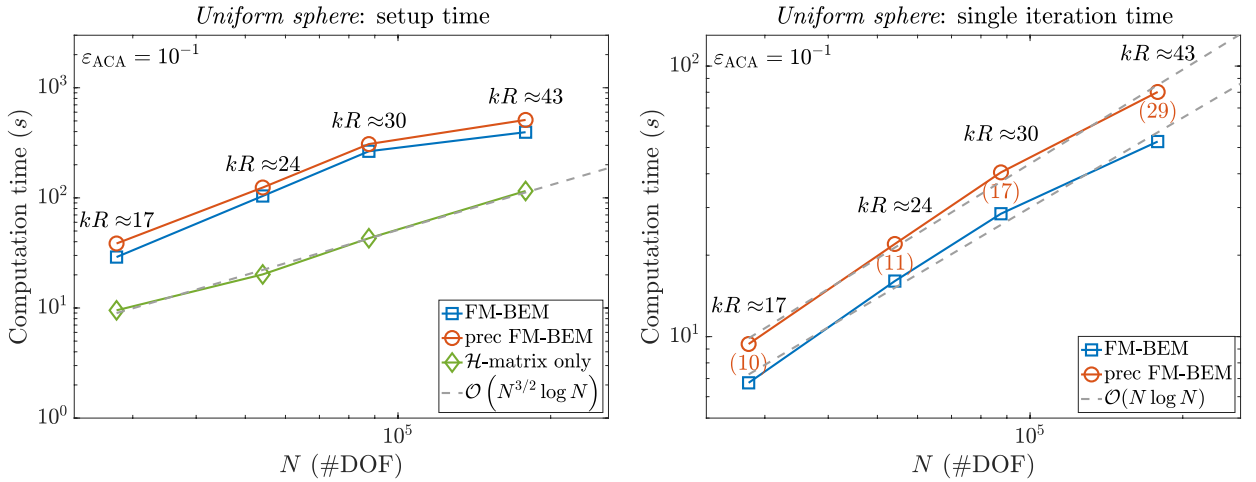 Uniform sphere: setup time
ε_ACA = 10^-1
kR ≈17
kR ≈24
kR ≈30
kR ≈43
10^3
10^2
10^1
10^0
Computation time (s)
10^5
N (#DOF)
FM-BEM
prec FM-BEM
ℋ-matrix only
𝒪(N^{3/2} log N)
Uniform sphere: single iteration time
ε_ACA = 10^-1
kR ≈17
kR ≈24
kR ≈30
kR ≈43
(10)
(11)
(17)
(29)
10^2
10^1
Computation time (s)
10^5
N (#DOF)
FM-BEM
prec FM-BEM
𝒪(N log N)